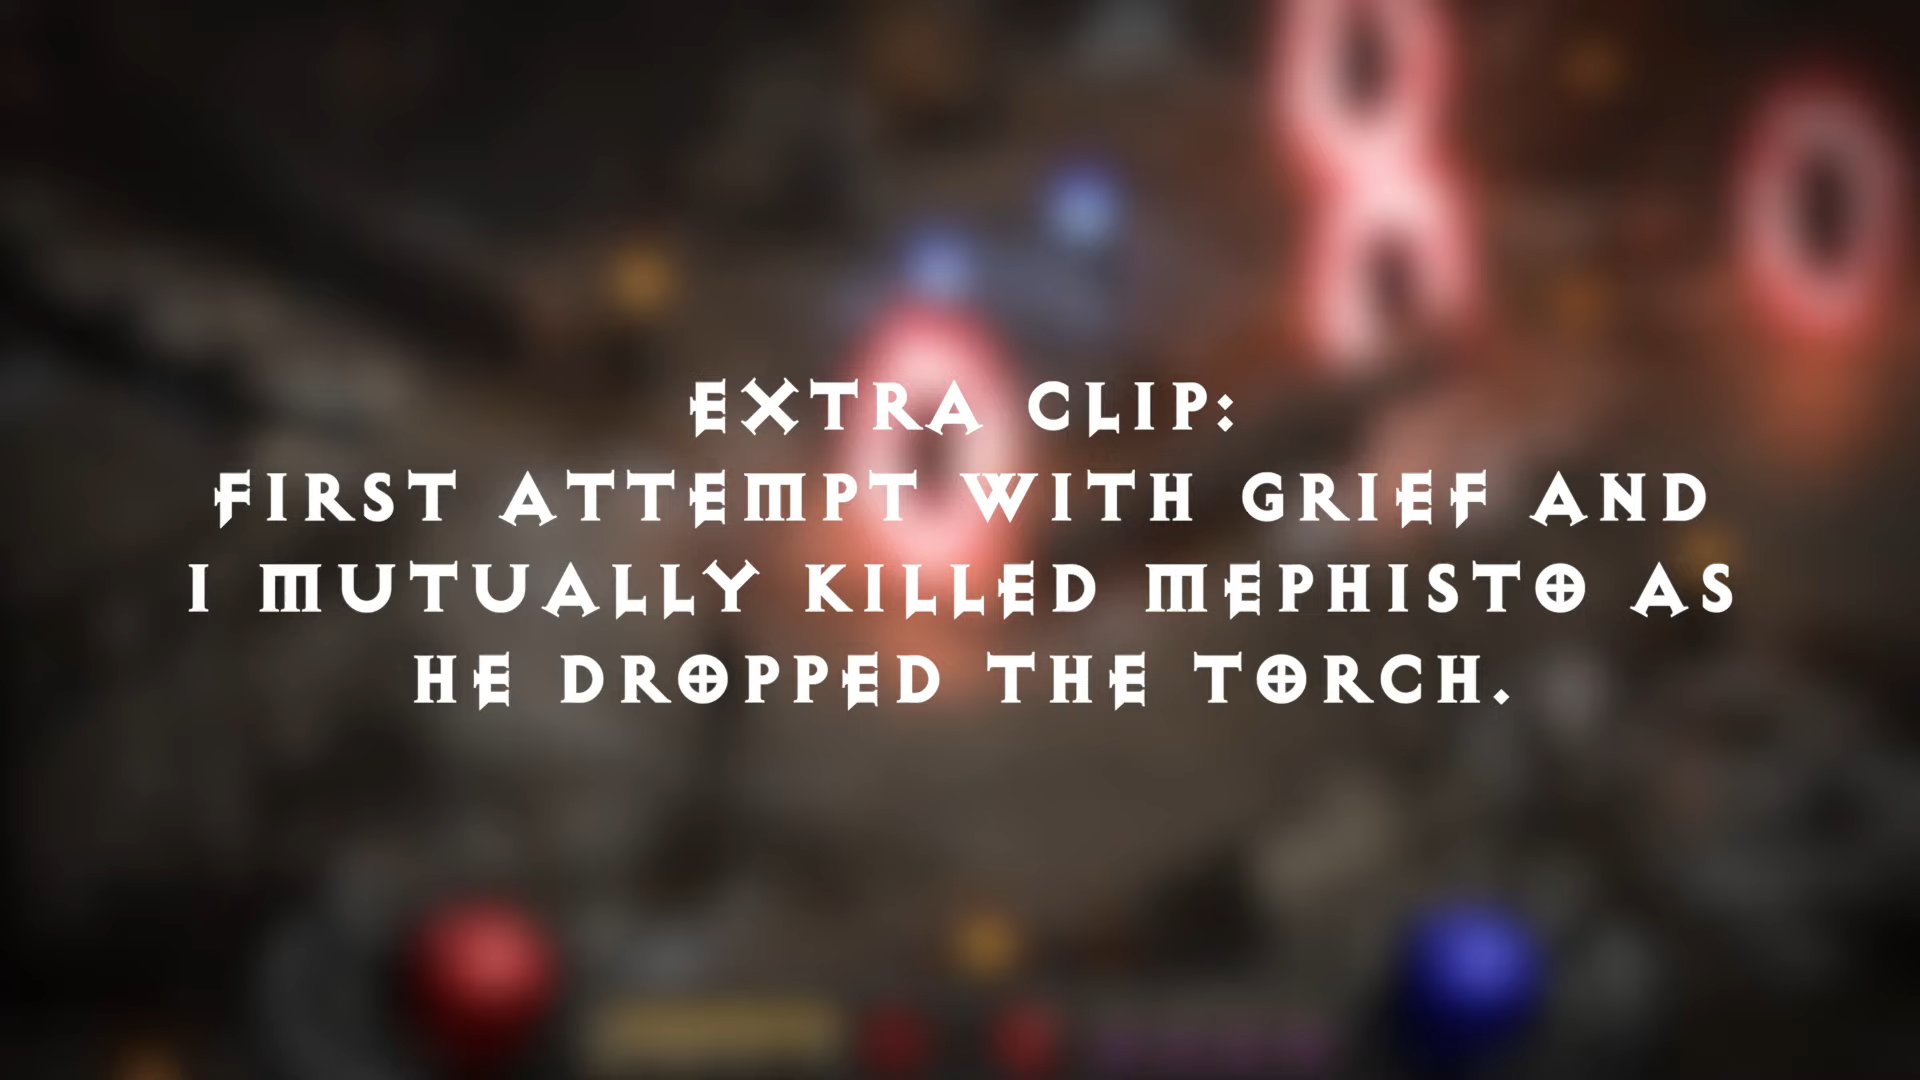 EXTRA CLIP:
FIRST ATTEMPT WITH GRIEF AND
I MUTUALLY KILLED MEPHISTO AS
HE DROPPED THE TORCH.